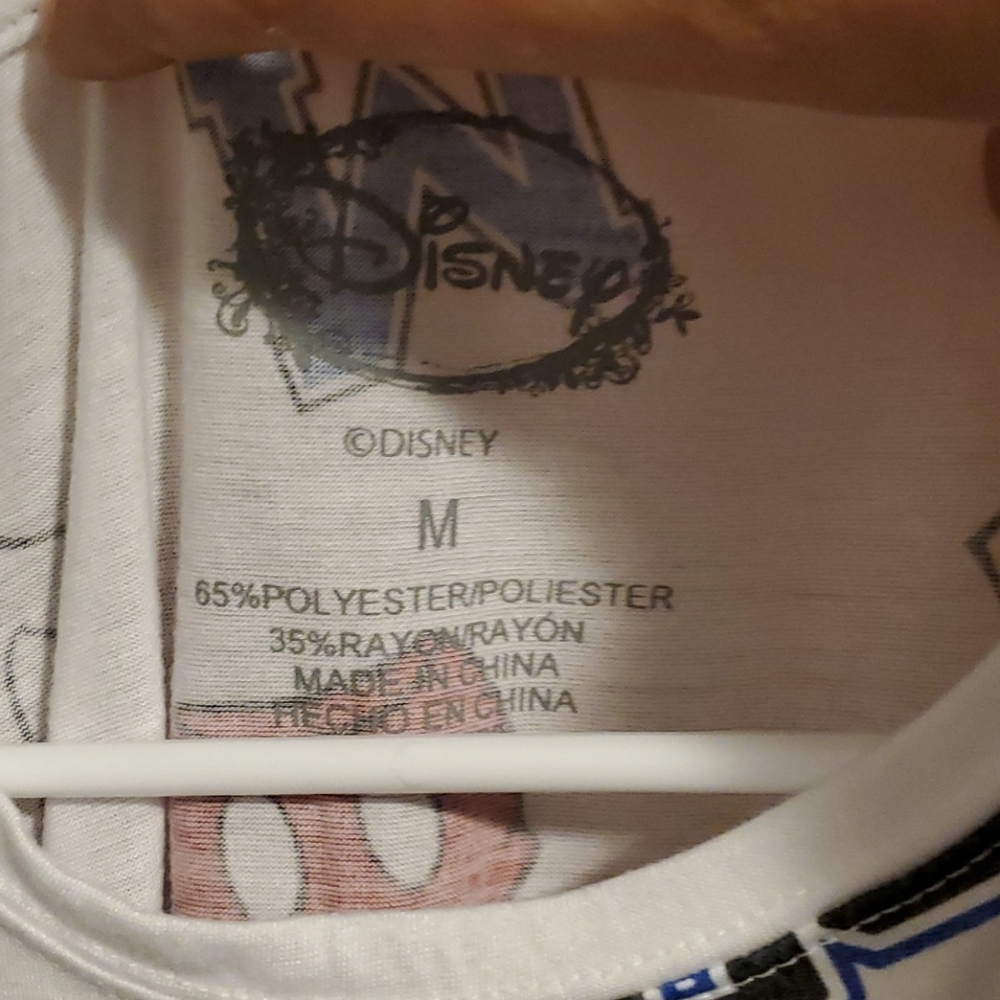 DISNEY
©DISNEY
M
65%POLYESTER/POLIESTER
35%RAYON/RAYÓN
MADE IN CHINA
HECHO EN CHINA